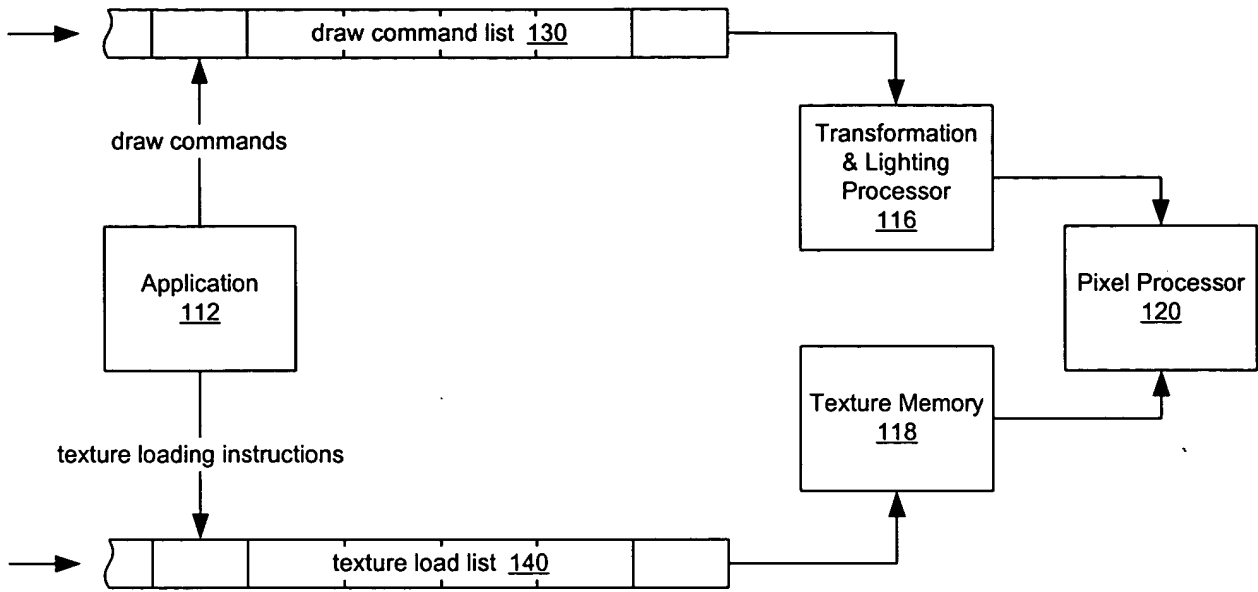 draw command list 130
draw commands
Transformation
& Lighting
Processor
116
Application
112
Pixel Processor
120
Texture Memory
118
texture loading instructions
texture load list 140